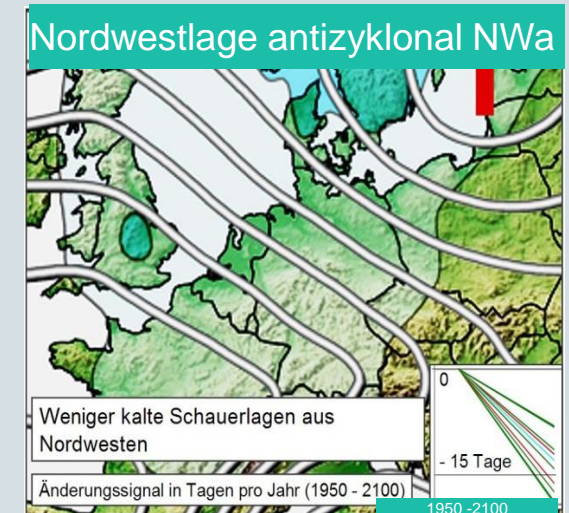 Nordwestlage antizyklonal NWa
Weniger kalte Schauerlagen aus
Nordwesten
0
- 15 Tage
Änderungssignal in Tagen pro Jahr (1950 - 2100)
1950 -2100